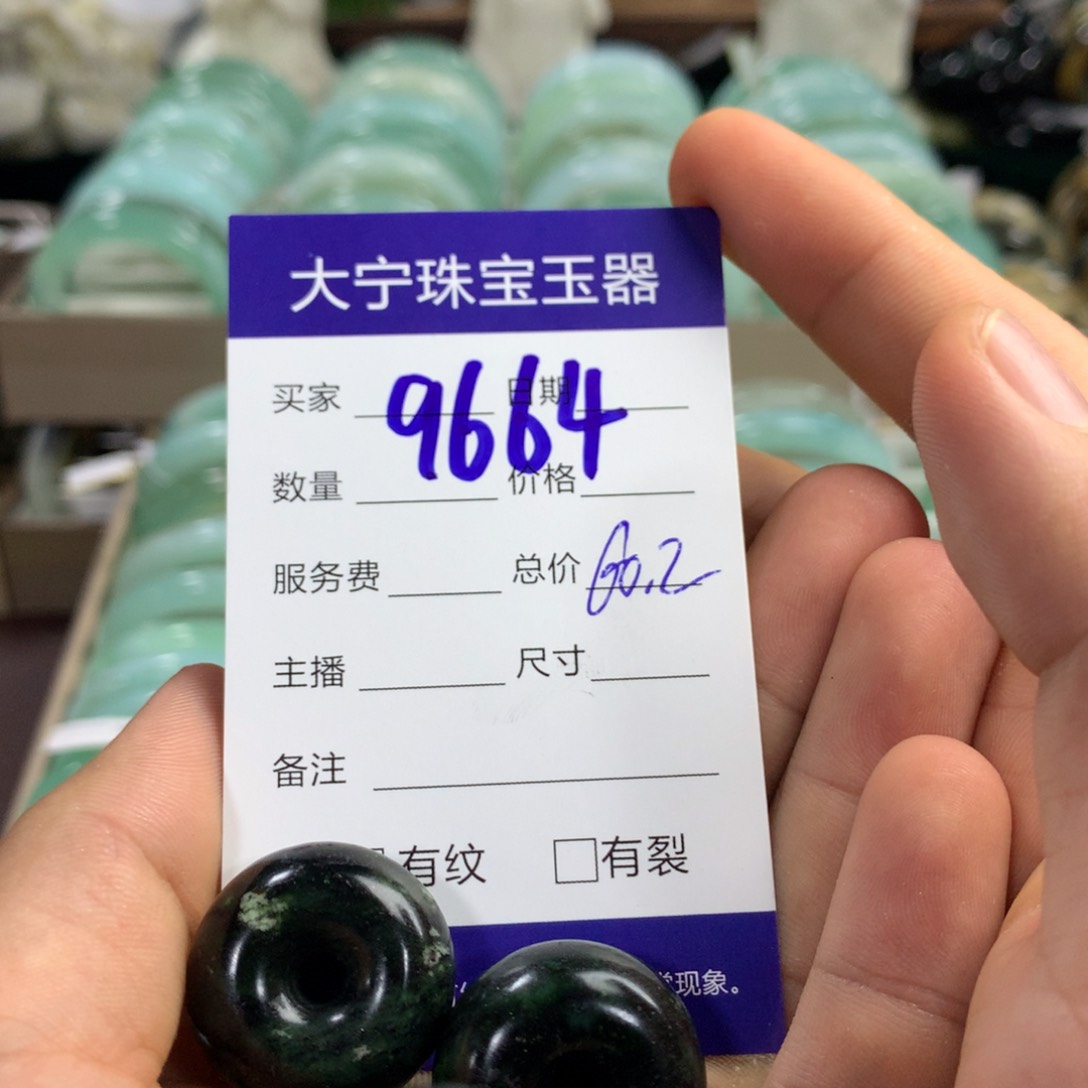 大宁珠宝玉器
买家 日期
9664
数量 价格
服务费 总价 60.2
主播 尺寸
备注
有纹 有裂
现象。